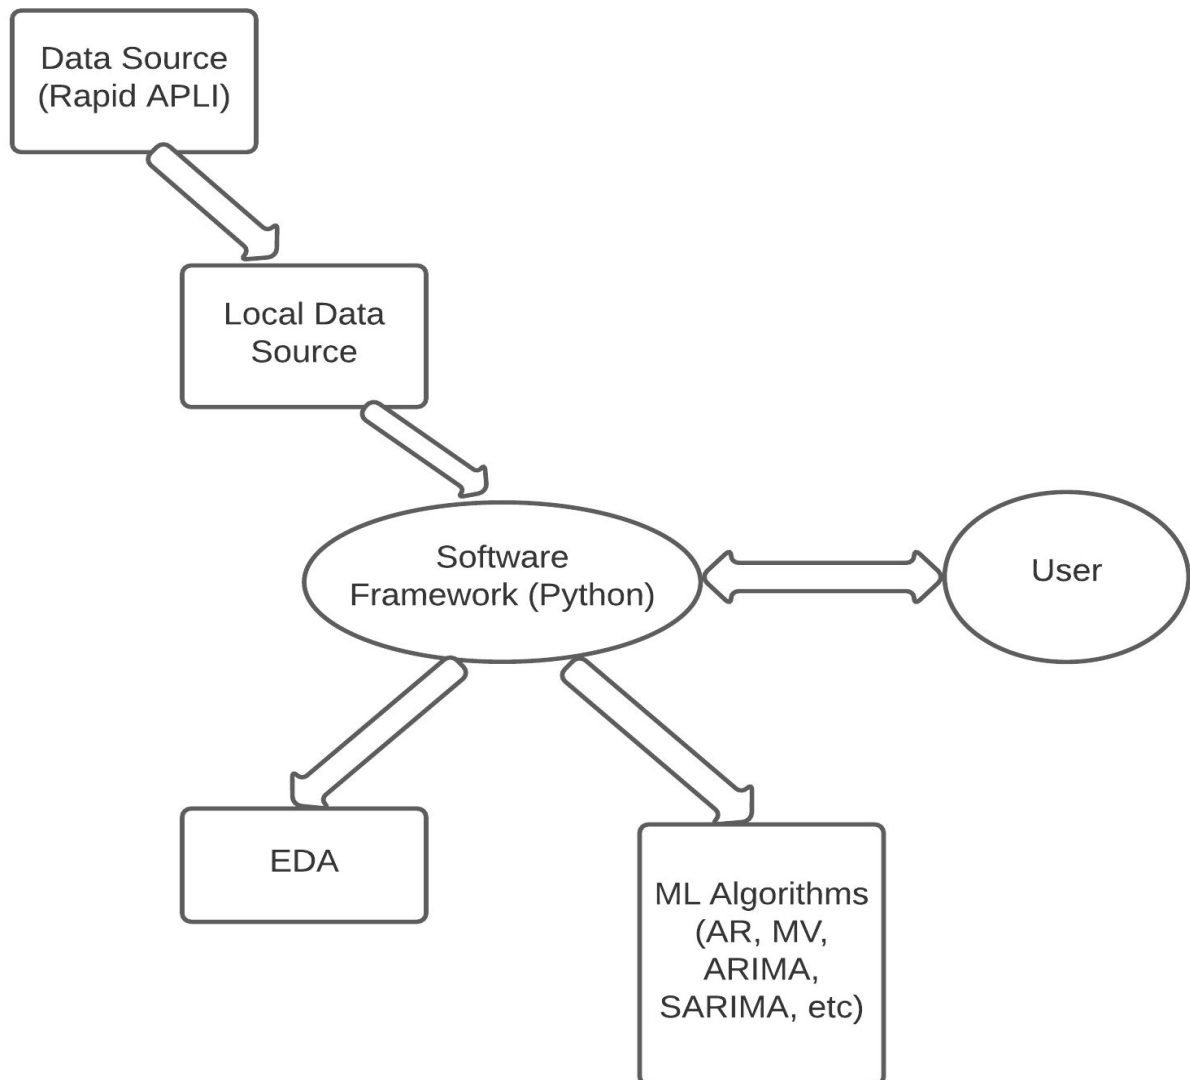 Data Source
(Rapid APLI)
Local Data
Source
Software
Framework (Python)
User
EDA
ML Algorithms
(AR, MV,
ARIMA,
SARIMA, etc)